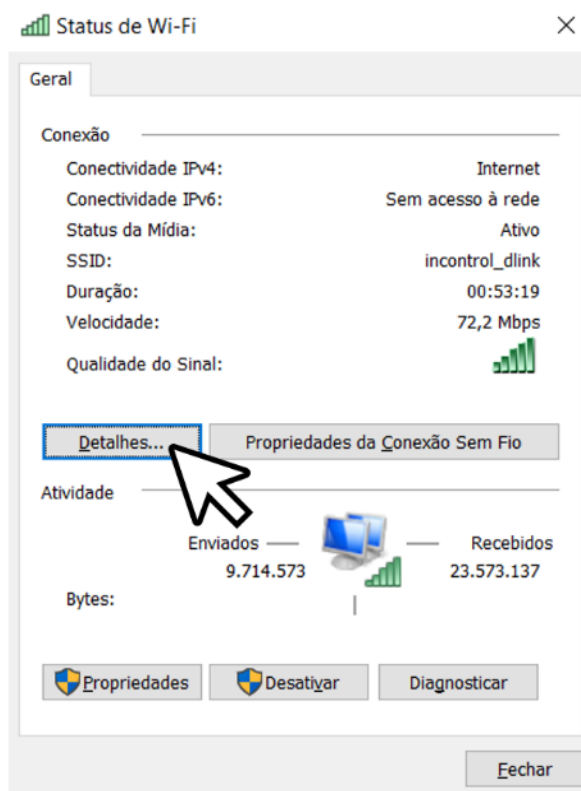 Status de Wi-Fi
Geral
Conexão
Conectividade IPv4: Internet
Conectividade IPv6: Sem acesso à rede
Status da Mídia: Ativo
SSID: incontrol_dlink
Duração: 00:53:19
Velocidade: 72,2 Mbps
Qualidade do Sinal:
Detalhes... Propriedades da Conexão Sem Fio
Atividade
Enviados Recebidos
9.714.573 23.573.137
Bytes:
Propriedades Desativar Diagnosticar
Fechar